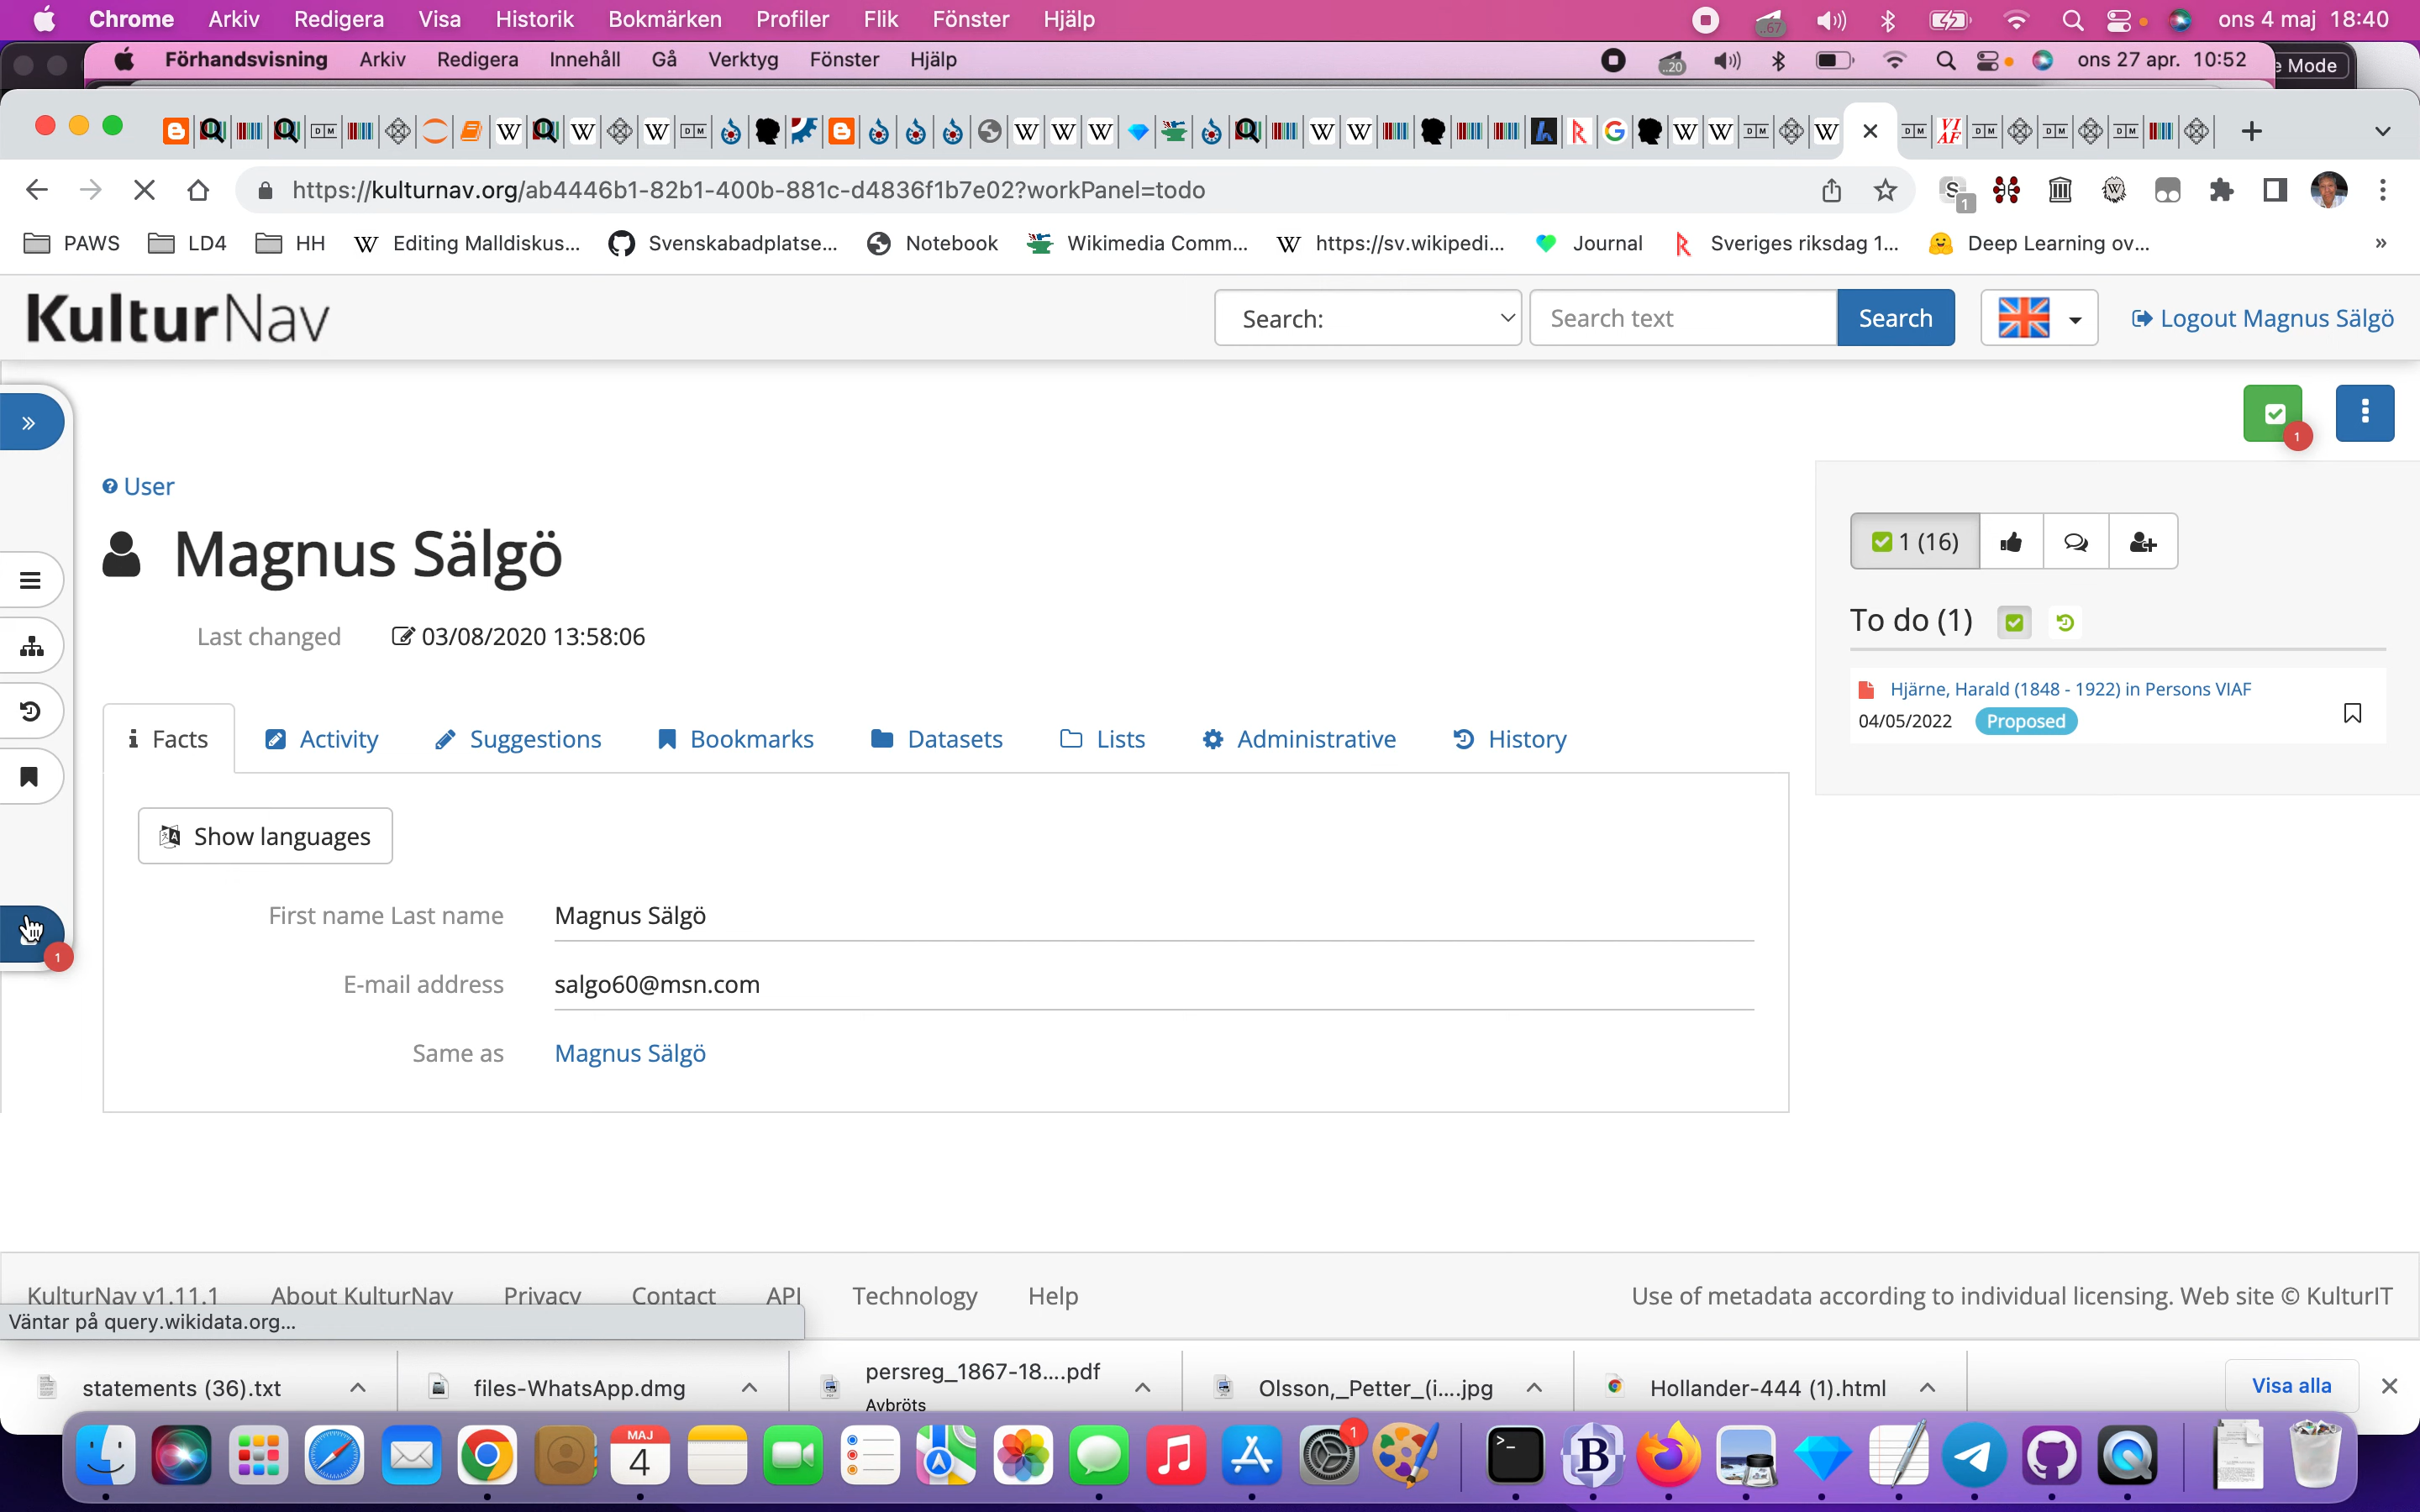 Chrome Arkiv Redigera Visa Historik Bokmärken Profiler Flik Fönster Hjälp ..67 ons 4 maj 18:40
Förhandsvisning Arkiv Redigera Innehåll Gå Verktyg Fönster Hjälp ..20 ons 27 apr. 10:52 e Mode
https://kulturnav.org/ab4446b1-82b1-400b-881c-d4836f1b7e02?workPanel=todo 1
PAWS LD4 HH Editing Malldiskus... Svenskabadplatse... Notebook Wikimedia Comm... https://sv.wikipedi... Journal Sveriges riksdag 1... Deep Learning ov... »
KulturNav Search: Search text Search Logout Magnus Sälgö
1
User
Magnus Sälgö
Last changed 03/08/2020 13:58:06
1 (16)
To do (1)
Hjärne, Harald (1848 - 1922) in Persons VIAF
04/05/2022 Proposed
Facts Activity Suggestions Bookmarks Datasets Lists Administrative History
Show languages
First name Last name Magnus Sälgö
E-mail address salgo60@msn.com
1
Same as Magnus Sälgö
KulturNav v1.11.1 About KulturNav Privacy Contact API Technology Help Use of metadata according to individual licensing. Web site © KulturIT
Väntar på query.wikidata.org...
statements (36).txt files-WhatsApp.dmg persreg_1867-18....pdf Olsson,_Petter_(i....jpg Hollander-444 (1).html Visa alla
Avbröts
MAJ
4
1